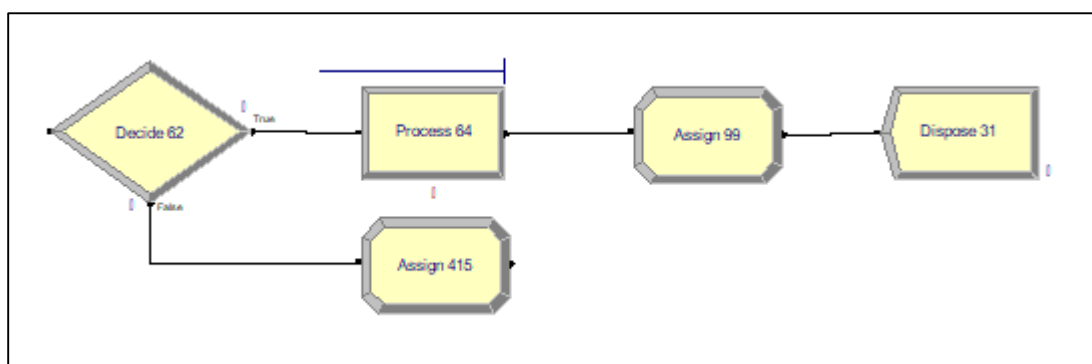 Decide 62
True
Process 64
Assign 99
Dispose 31
False
Assign 415